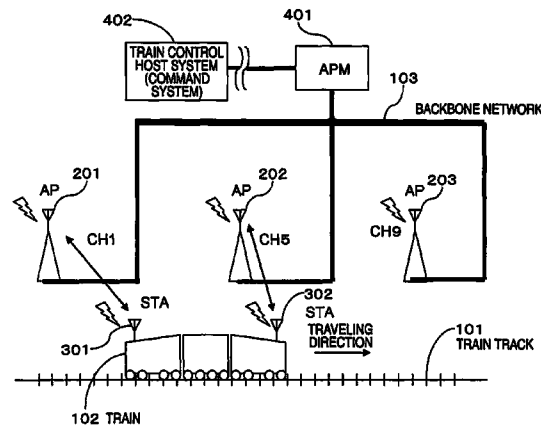 402
401
TRAIN CONTROL
HOST SYSTEM
(COMMAND
SYSTEM)
APM
103
BACKBONE NETWORK
AP
201
AP
202
AP
203
CH1
CH5
CH9
STA
302
STA
301
TRAVELING
DIRECTION
101
TRAIN TRACK
102 TRAIN